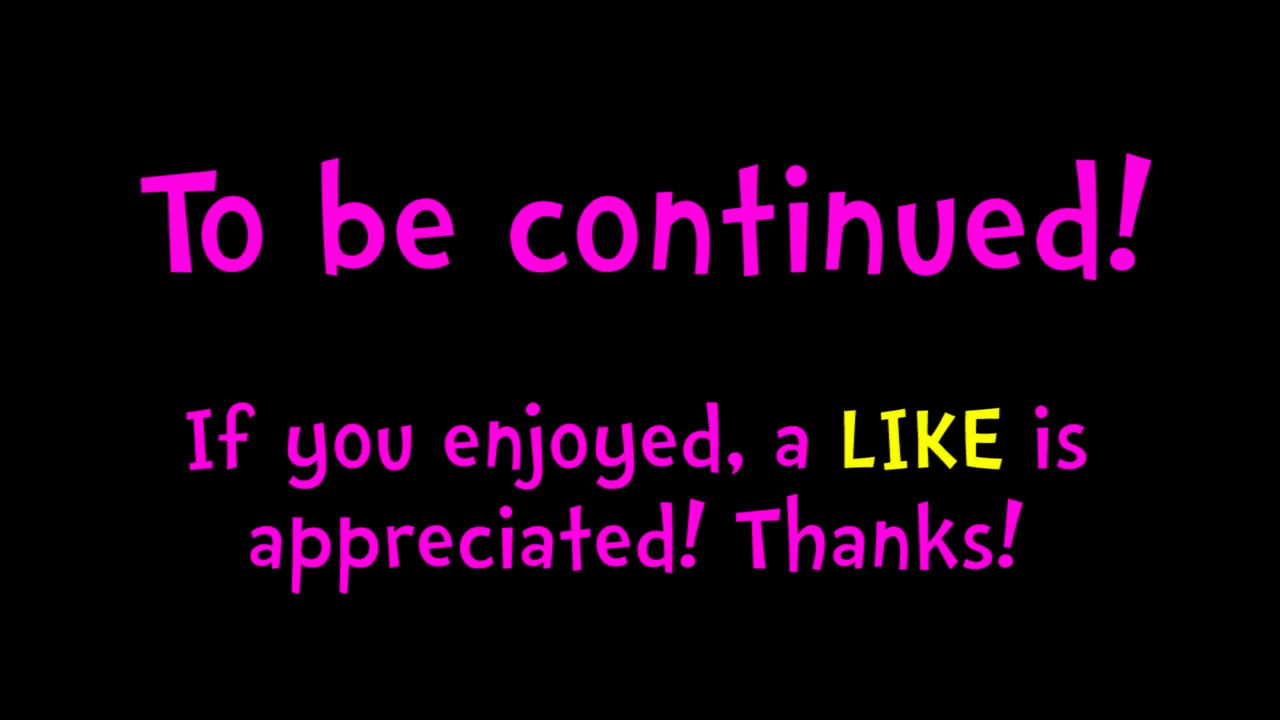 To be continued!
If you enjoyed, a LIKE is
appreciated! Thanks!